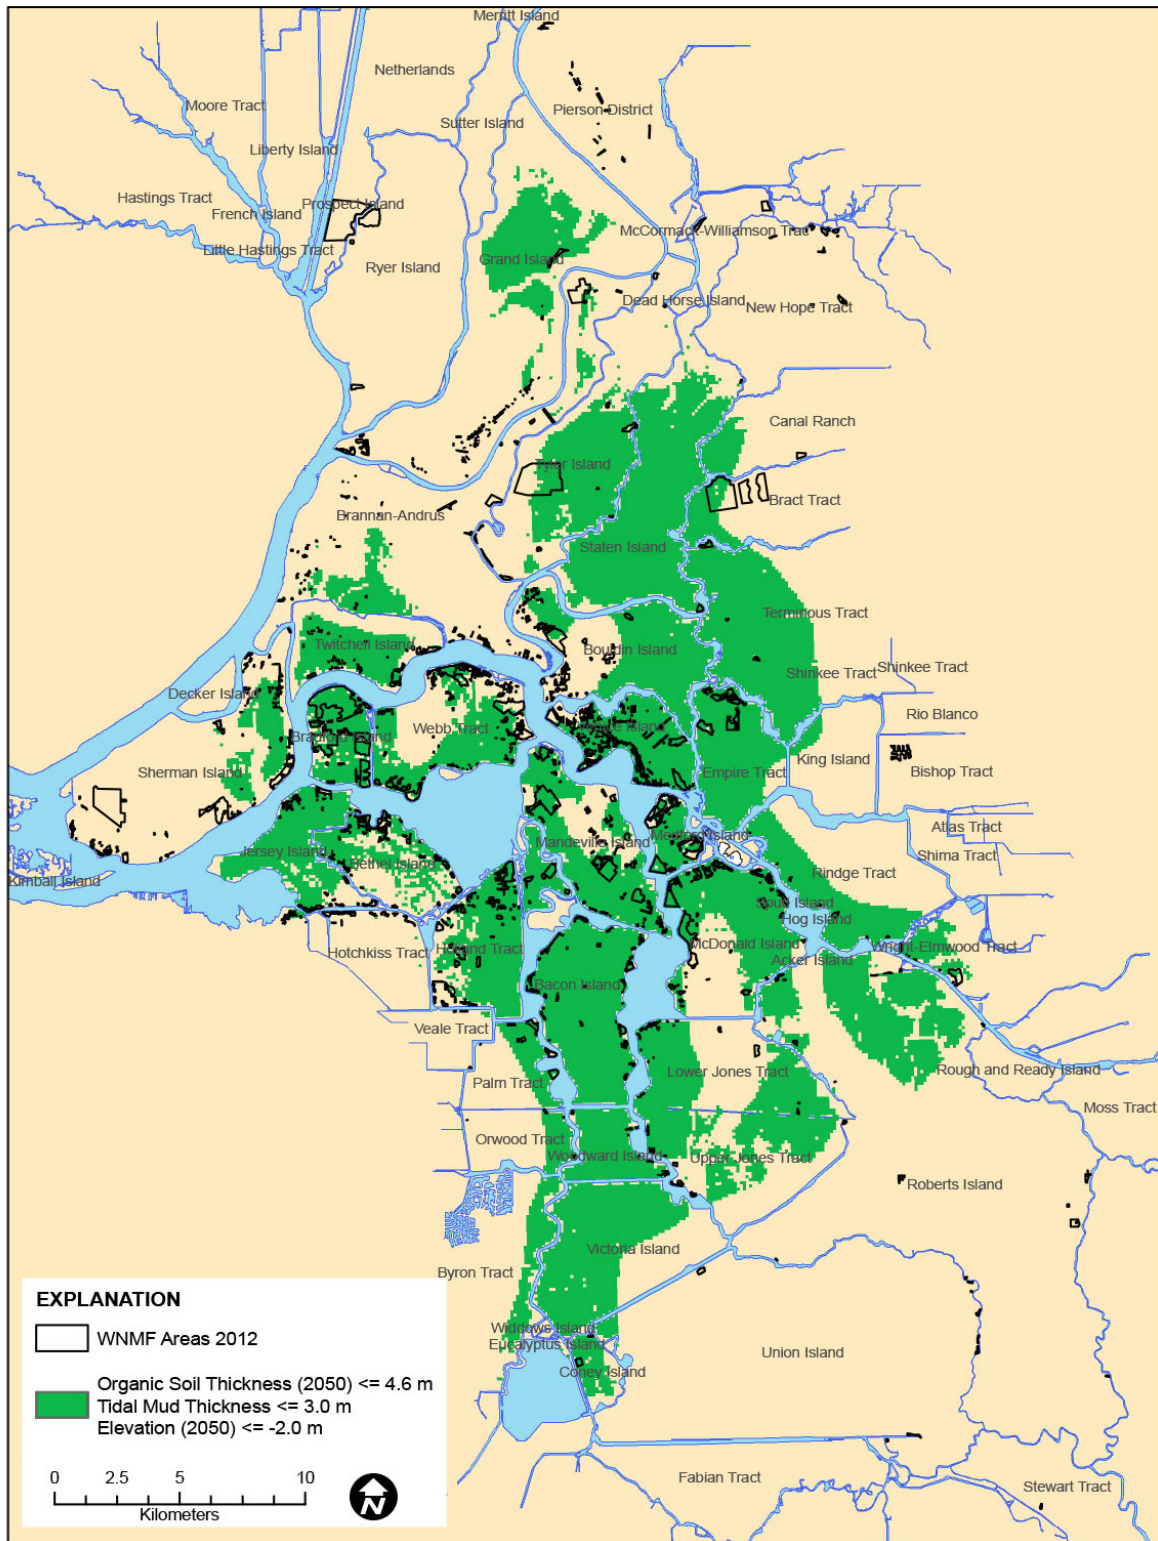 Merritt Island
Netherlands
Moore Tract
Pierson District
Sutter Island
Liberty Island
Hastings Tract
Prospect Island
French Island
McCormack-Williamson Trac
Little Hastings Tract
Grand Island
Ryer Island
Dead Horse Island
New Hope Tract
Canal Ranch
Tyler Island
Bract Tract
Brannan-Andrus
Staten Island
Terminous Tract
Twitchell Island
Bouldin Island
Shinkee Tract
Shinkee Tract
Decker Island
Rio Blanco
Webb Tract
Venice Island
Bradford Island
King Island
Sherman Island
Empire Tract
Bishop Tract
Atlas Tract
Medford Island
Mandeville Island
Jersey Island
Bethel Island
Shima Tract
Kimball Island
Rindge Tract
Spud Island
Hog Island
McDonald Island
Wright-Elmwood Tract
Hotchkiss Tract
Holland Tract
Acker Island
Bacon Island
Veale Tract
Lower Jones Tract
Rough and Ready Island
Palm Tract
Moss Tract
Orwood Tract
Woodward Island
Upper Jones Tract
Roberts Island
Victoria Island
Byron Tract
Widdows Island
Eucalyptus Island
Union Island
Coney Island
Fabian Tract
Stewart Tract
EXPLANATION
WNMF Areas 2012
Organic Soil Thickness (2050) <= 4.6 m
Tidal Mud Thickness <= 3.0 m
Elevation (2050) <= -2.0 m
0 2.5 5 10
Kilometers
N